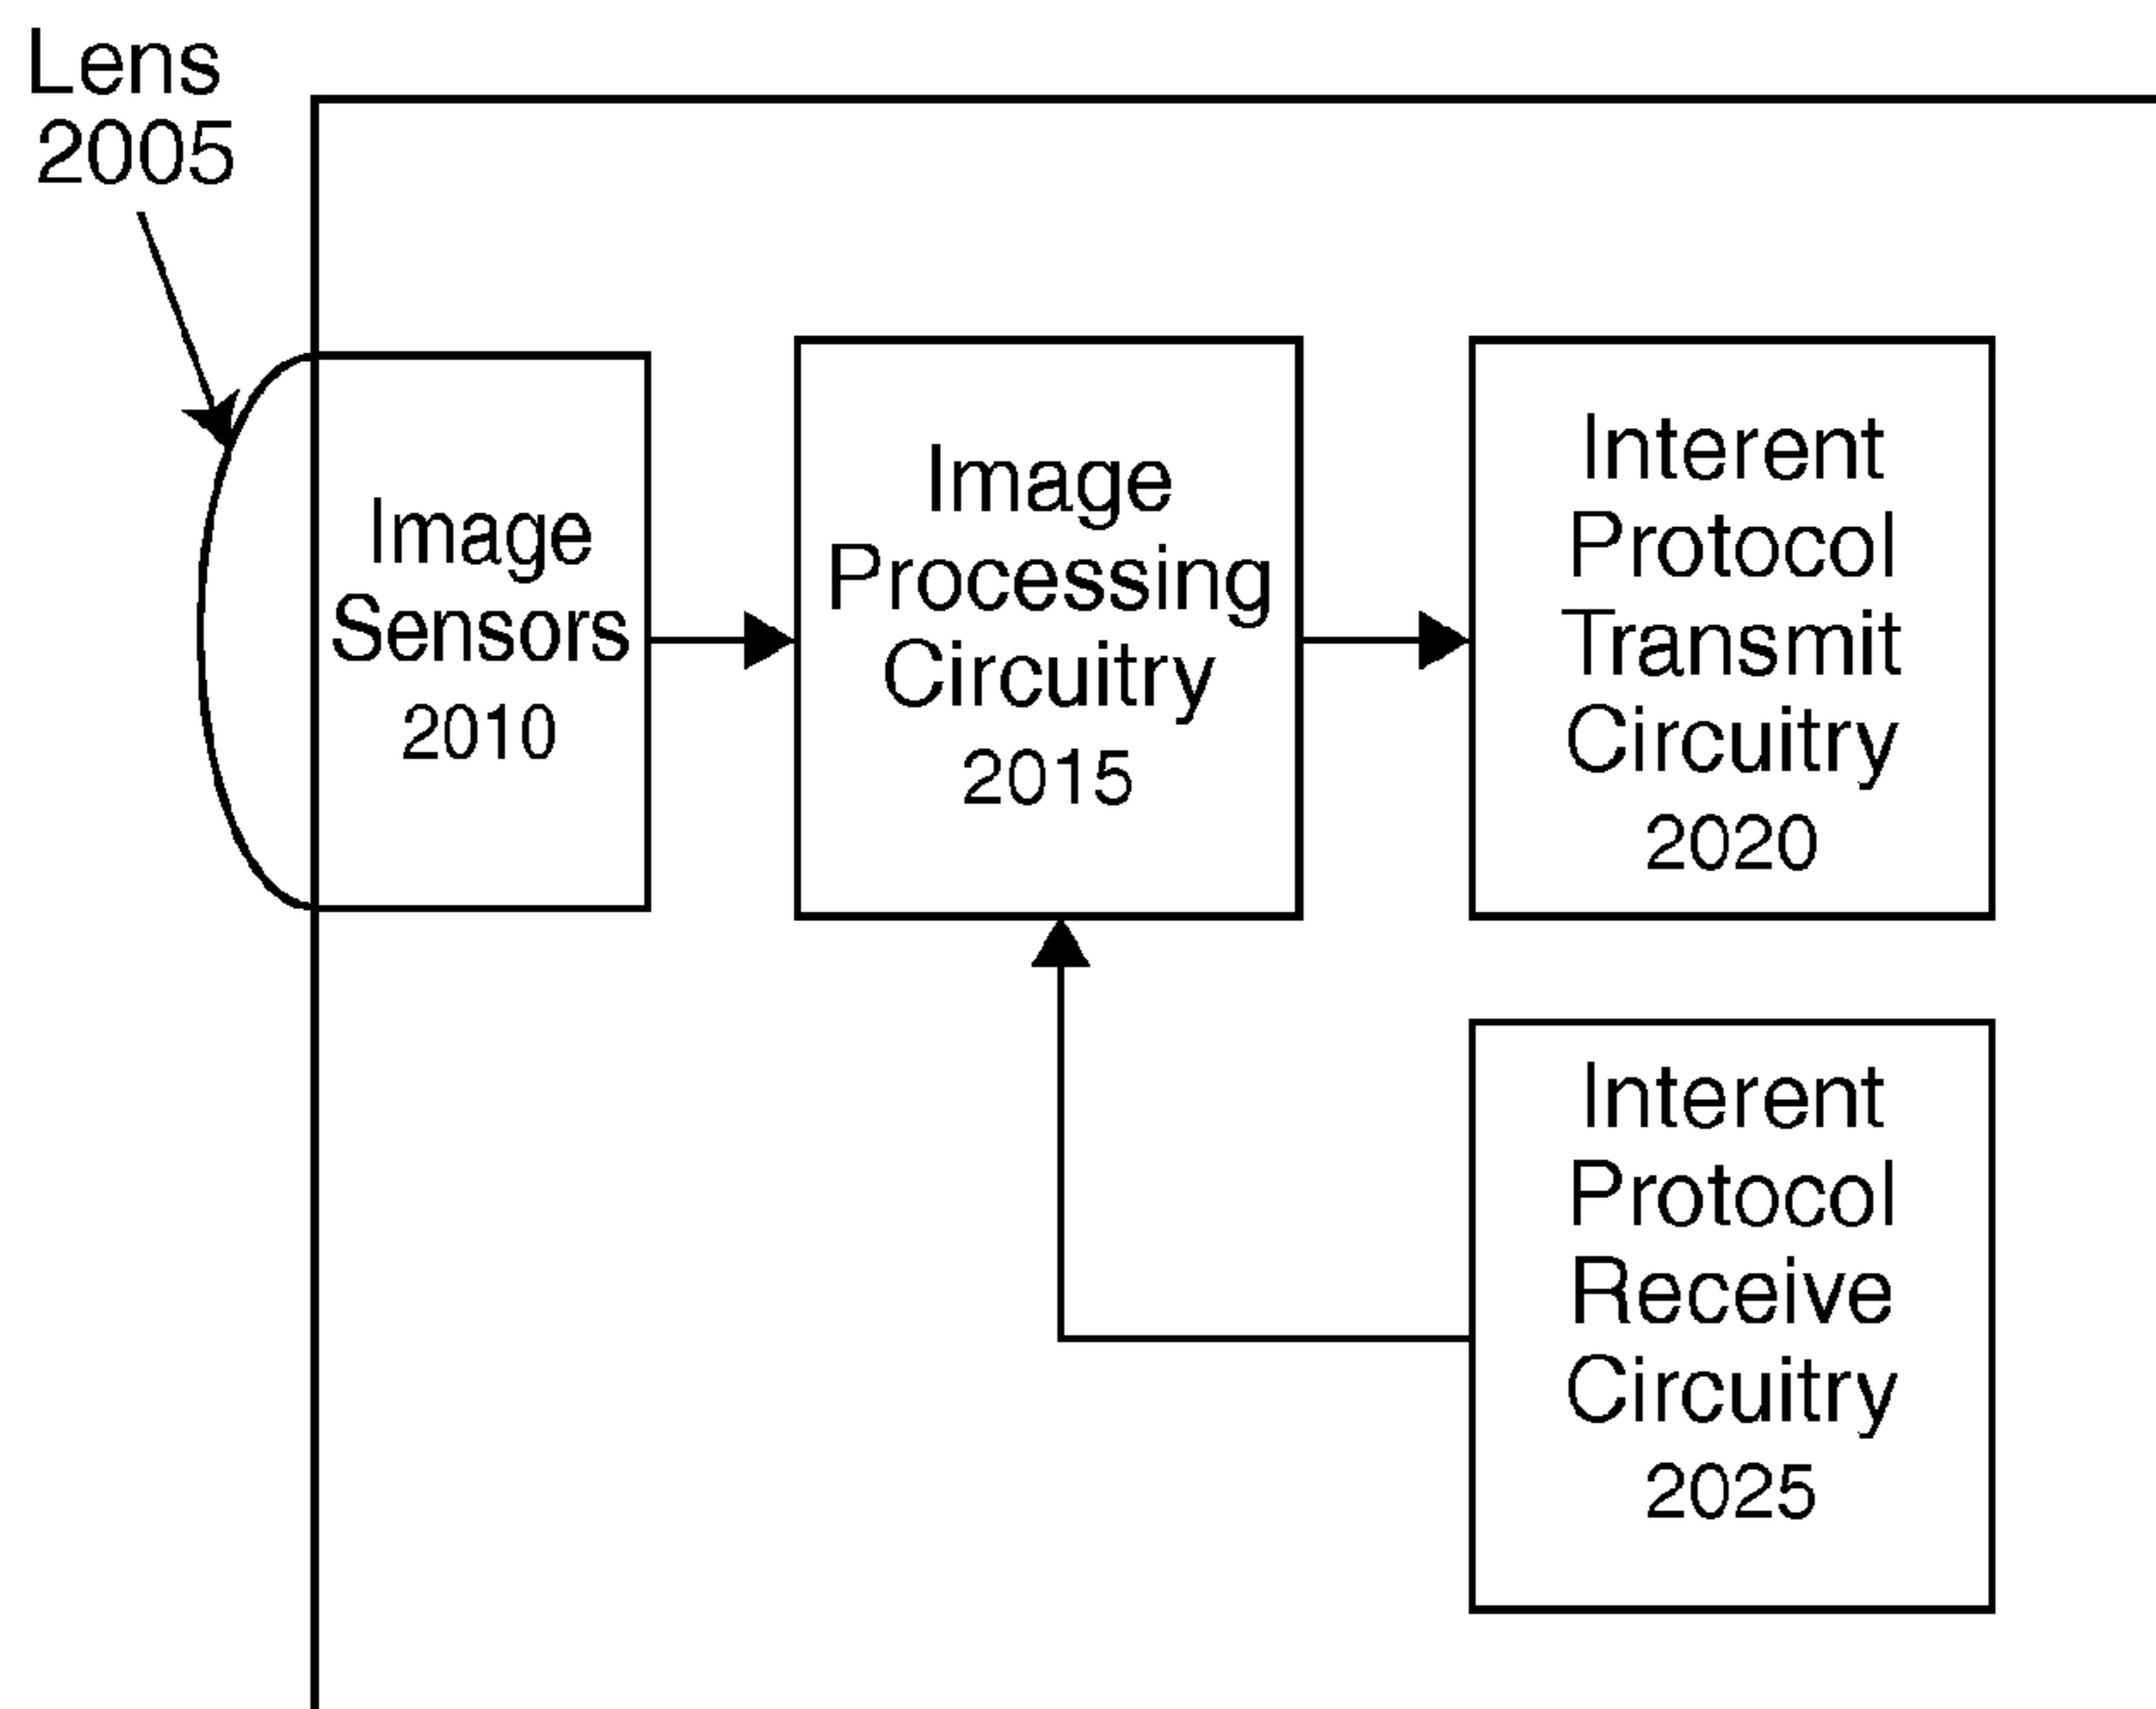 Lens
2005
Image
Sensors
2010
Image
Processing
Circuitry
2015
Interent
Protocol
Transmit
Circuitry
2020
Interent
Protocol
Receive
Circuitry
2025